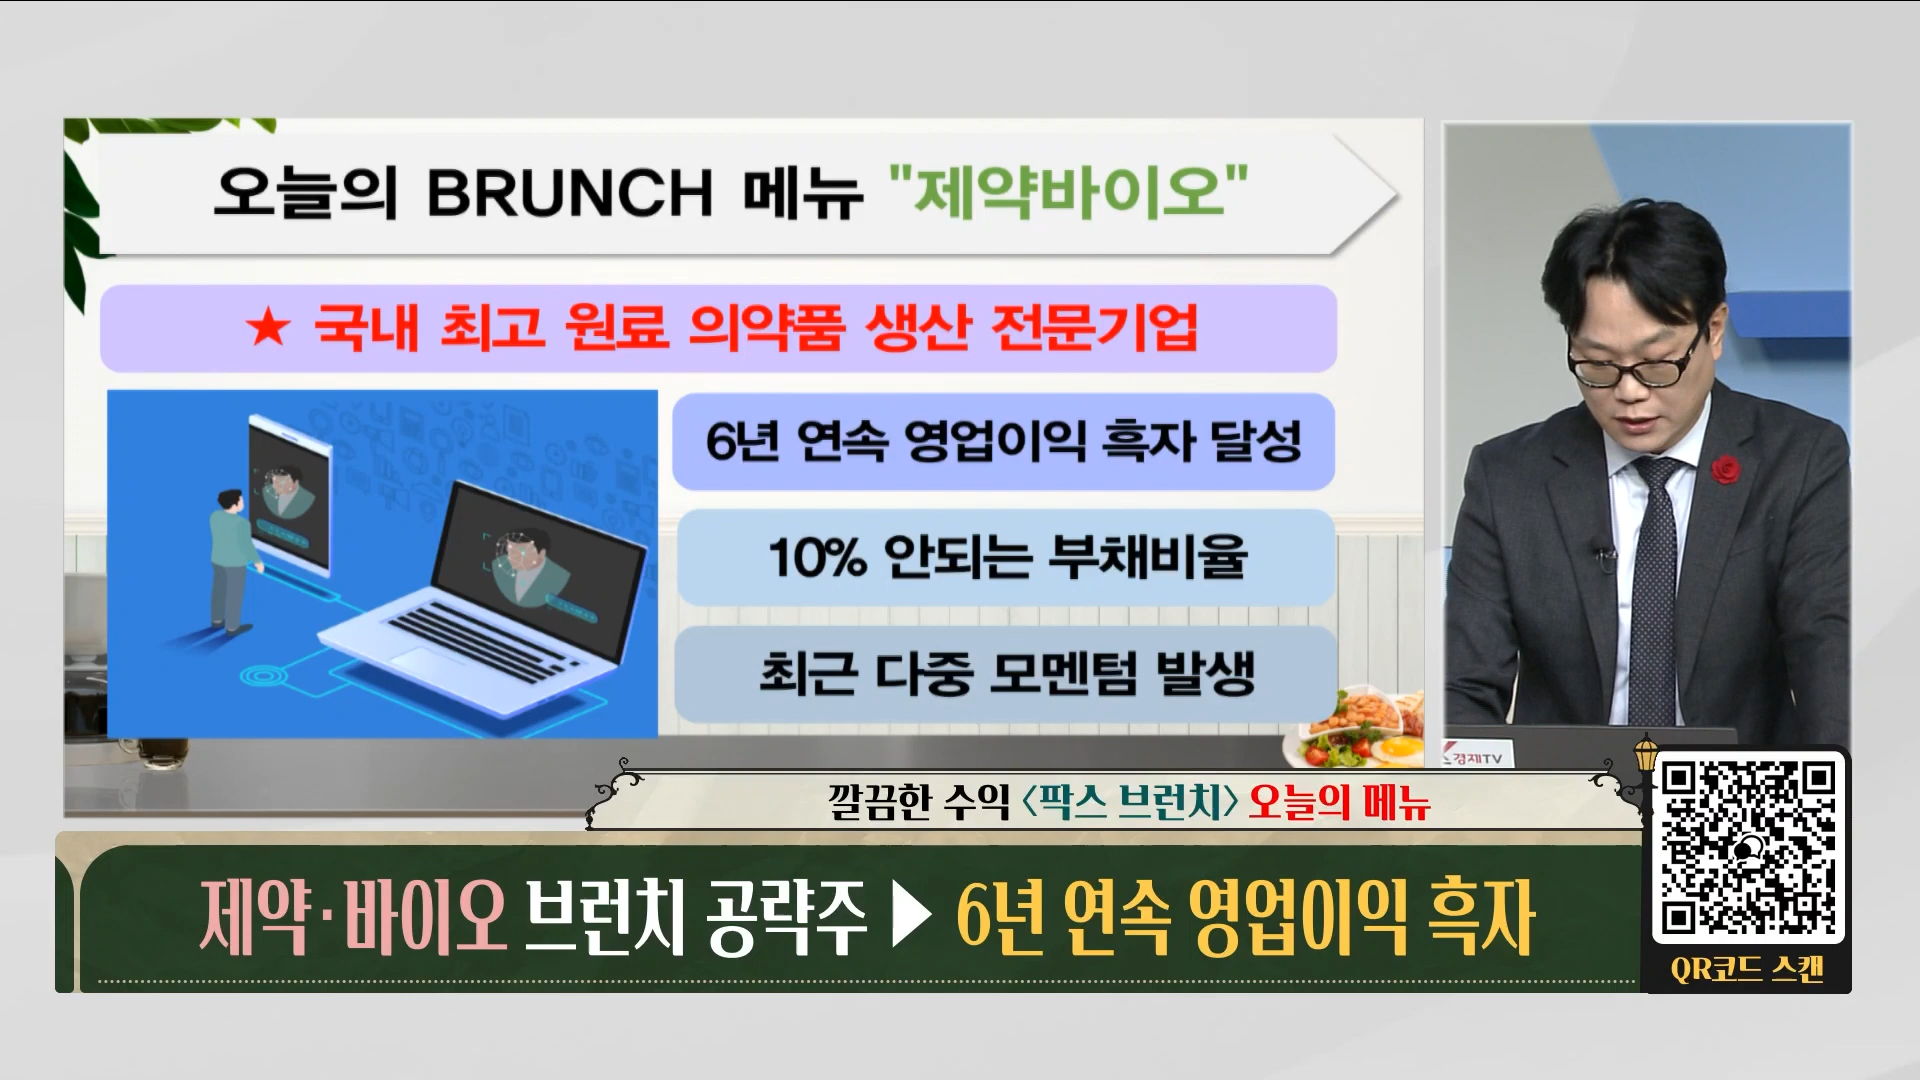 오늘의 BRUNCH 메뉴 "제약바이오"
★ 국내 최고 원료 의약품 생산 전문기업
6년 연속 영업이익 흑자 달성
10% 안되는 부채비율
최근 다중 모멘텀 발생
경제TV
깔끔한 수익 〈팍스 브런치〉 오늘의 메뉴
제약·바이오 브런치 공략주 ▶ 6년 연속 영업이익 흑자
QR코드 스캔